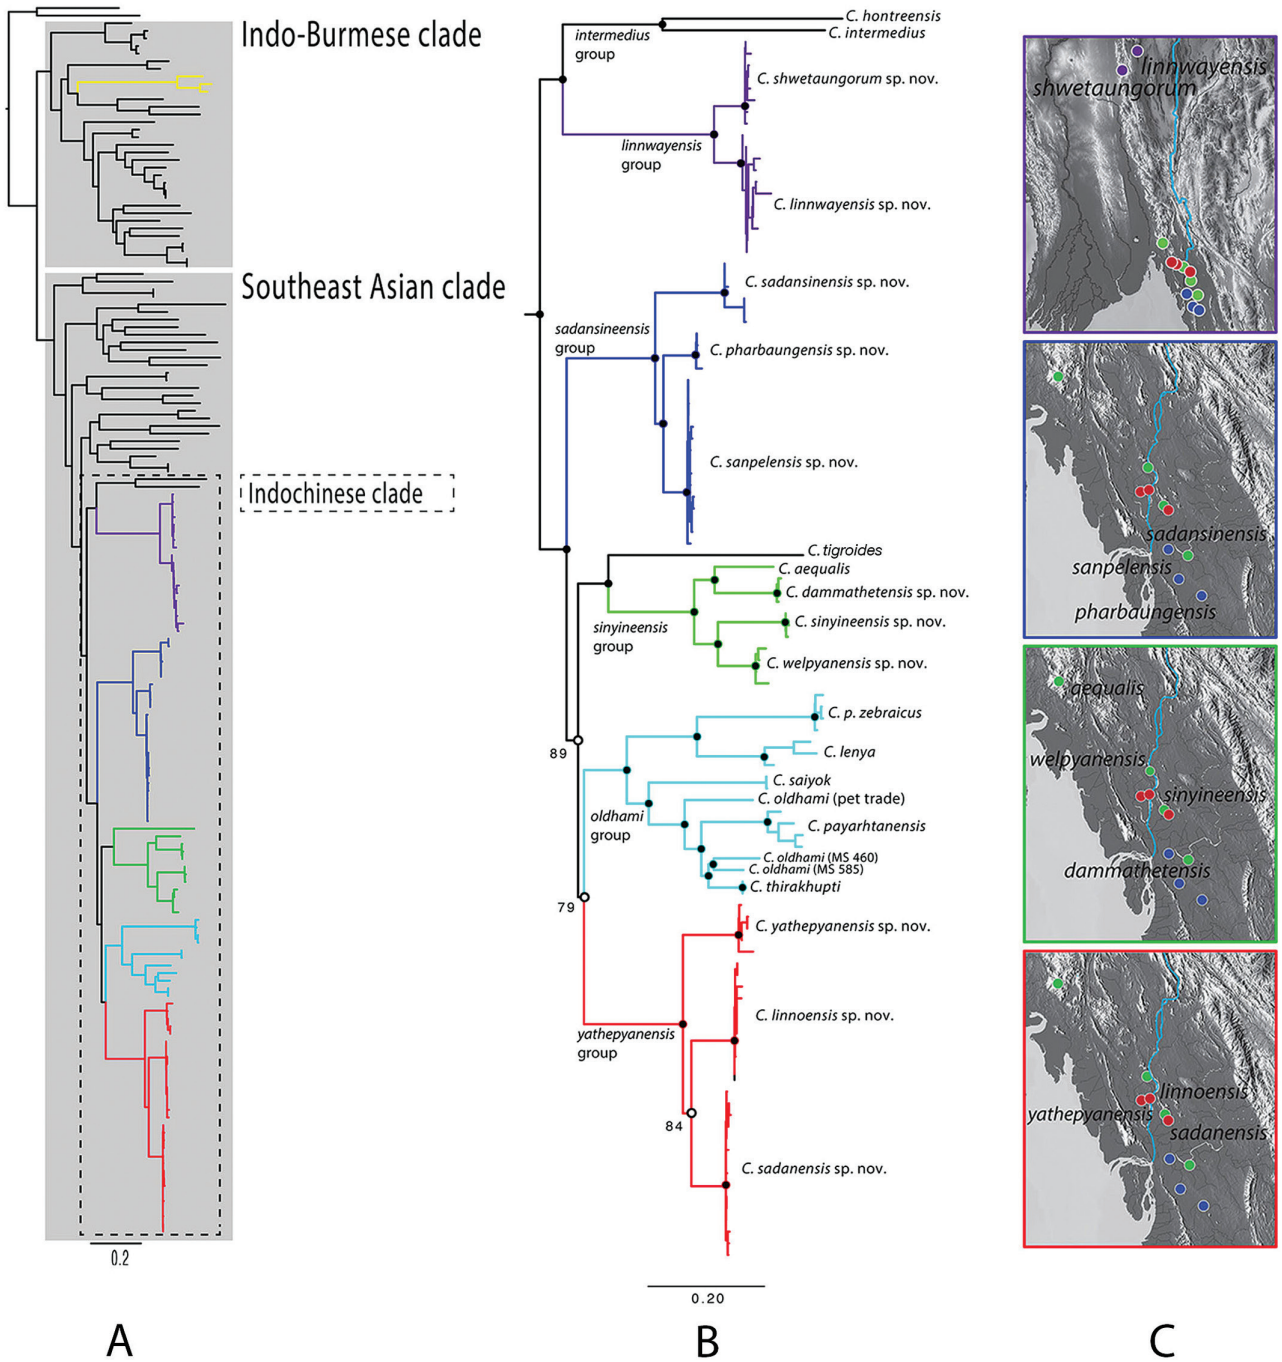 Indo-Burmese clade
Southeast Asian clade
Indochinese clade
0.2
A
C. hontreensis
C. intermedius
intermedius
group
C. shwetaungorum sp. nov.
linnwayensis
group
C. linnwayensis sp. nov.
C. sadansinensis sp. nov.
sadansineensis
group
C. pharbaungensis sp. nov.
C. sanpelensis sp. nov.
C. tigroides
C. aequalis
C. dammathetensis sp. nov.
sinyineensis
group
C. sinyineensis sp. nov.
C. welpyanensis sp. nov.
C. p. zebraicus
89
C. lenya
C. saiyok
C. oldhami (pet trade)
oldhami
group
C. payarhtanensis
C. oldhami (MS 460)
C. oldhami (MS 585)
C. thirakhupti
79
C. yathepyanensis sp. nov.
C. linnoensis sp. nov.
yathepyanensis
group
84
C. sadanensis sp. nov.
0.20
B
linnwayensis
shwetaungorum
sadansinensis
sanpelensis
pharbaungensis
aequalis
welpyanensis
sinyineensis
dammathetensis
linnoensis
yathepyanensis
sadanensis
C